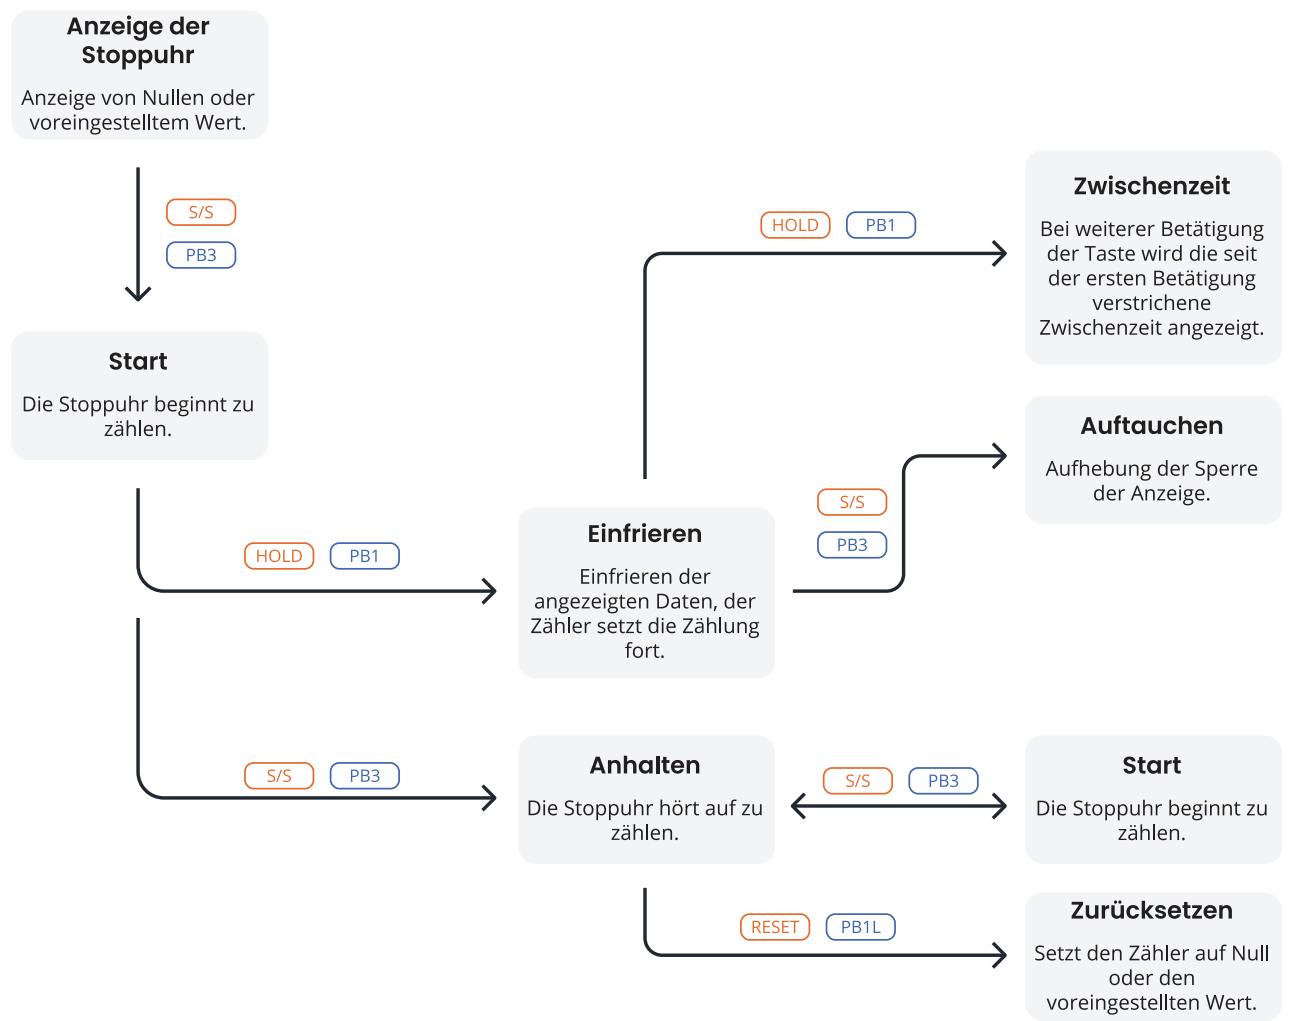 Anzeige der
Stoppuhr
Anzeige von Nullen oder
voreingestelltem Wert.
S/S
PB3
Start
Die Stoppuhr beginnt zu
zählen.
HOLD PB1
Zwischenzeit
Bei weiterer Betätigung
der Taste wird die seit
der ersten Betätigung
verstrichene
Zwischenzeit angezeigt.
Auftauchen
Aufhebung der Sperre
der Anzeige.
S/S
PB3
HOLD PB1
Einfrieren
Einfrieren der
angezeigten Daten, der
Zähler setzt die Zählung
fort.
S/S PB3
Anhalten
Die Stoppuhr hört auf zu
zählen.
S/S PB3
Start
Die Stoppuhr beginnt zu
zählen.
RESET PB1L
Zurücksetzen
Setzt den Zähler auf Null
oder den
voreingestellten Wert.